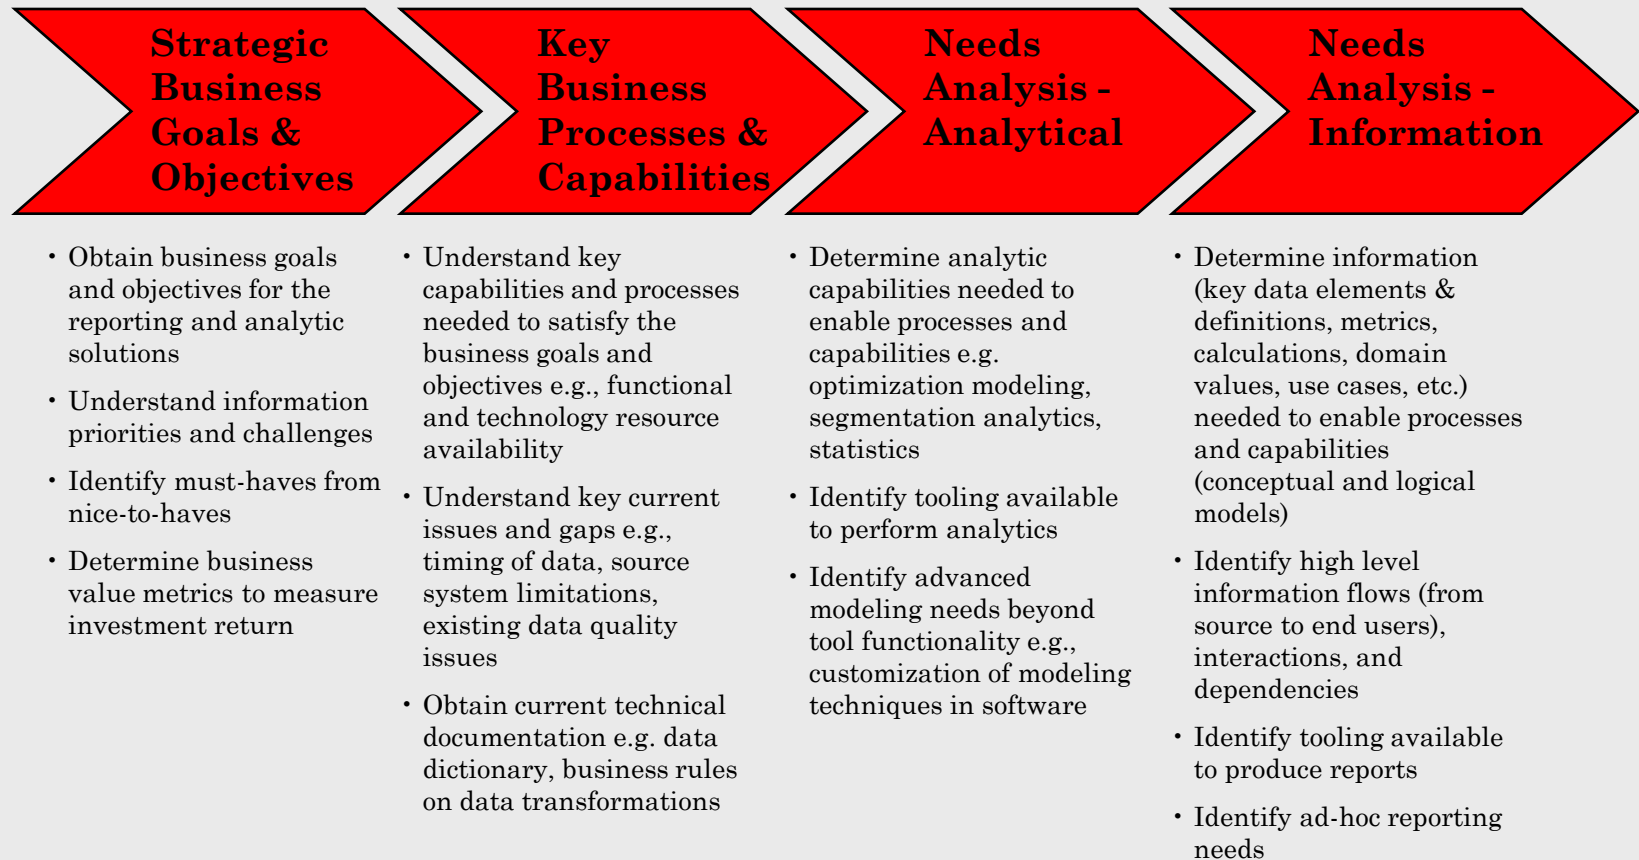 Strategic
Business
Goals &
Objectives
• Obtain business goals
and objectives for the
reporting and analytic
solutions
• Understand information
priorities and challenges
• Identify must-haves from
nice-to-haves
• Determine business
value metrics to measure
investment return
Key
Business
Processes &
Capabilities
• Understand key
capabilities and processes
needed to satisfy the
business goals and
objectives e.g., functional
and technology resource
availability
• Understand key current
issues and gaps e.g.,
timing of data, source
system limitations,
existing data quality
issues
• Obtain current technical
documentation e.g. data
dictionary, business rules
on data transformations
Needs
Analysis -
Analytical
• Determine analytic
capabilities needed to
enable processes and
capabilities e.g.
optimization modeling,
segmentation analytics,
statistics
• Identify tooling available
to perform analytics
• Identify advanced
modeling needs beyond
tool functionality e.g.,
customization of modeling
techniques in software
Needs
Analysis -
Information
• Determine information
(key data elements &
definitions, metrics,
calculations, domain
values, use cases, etc.)
needed to enable processes
and capabilities
(conceptual and logical
models)
• Identify high level
information flows (from
source to end users),
interactions, and
dependencies
• Identify tooling available
to produce reports
• Identify ad-hoc reporting
needs